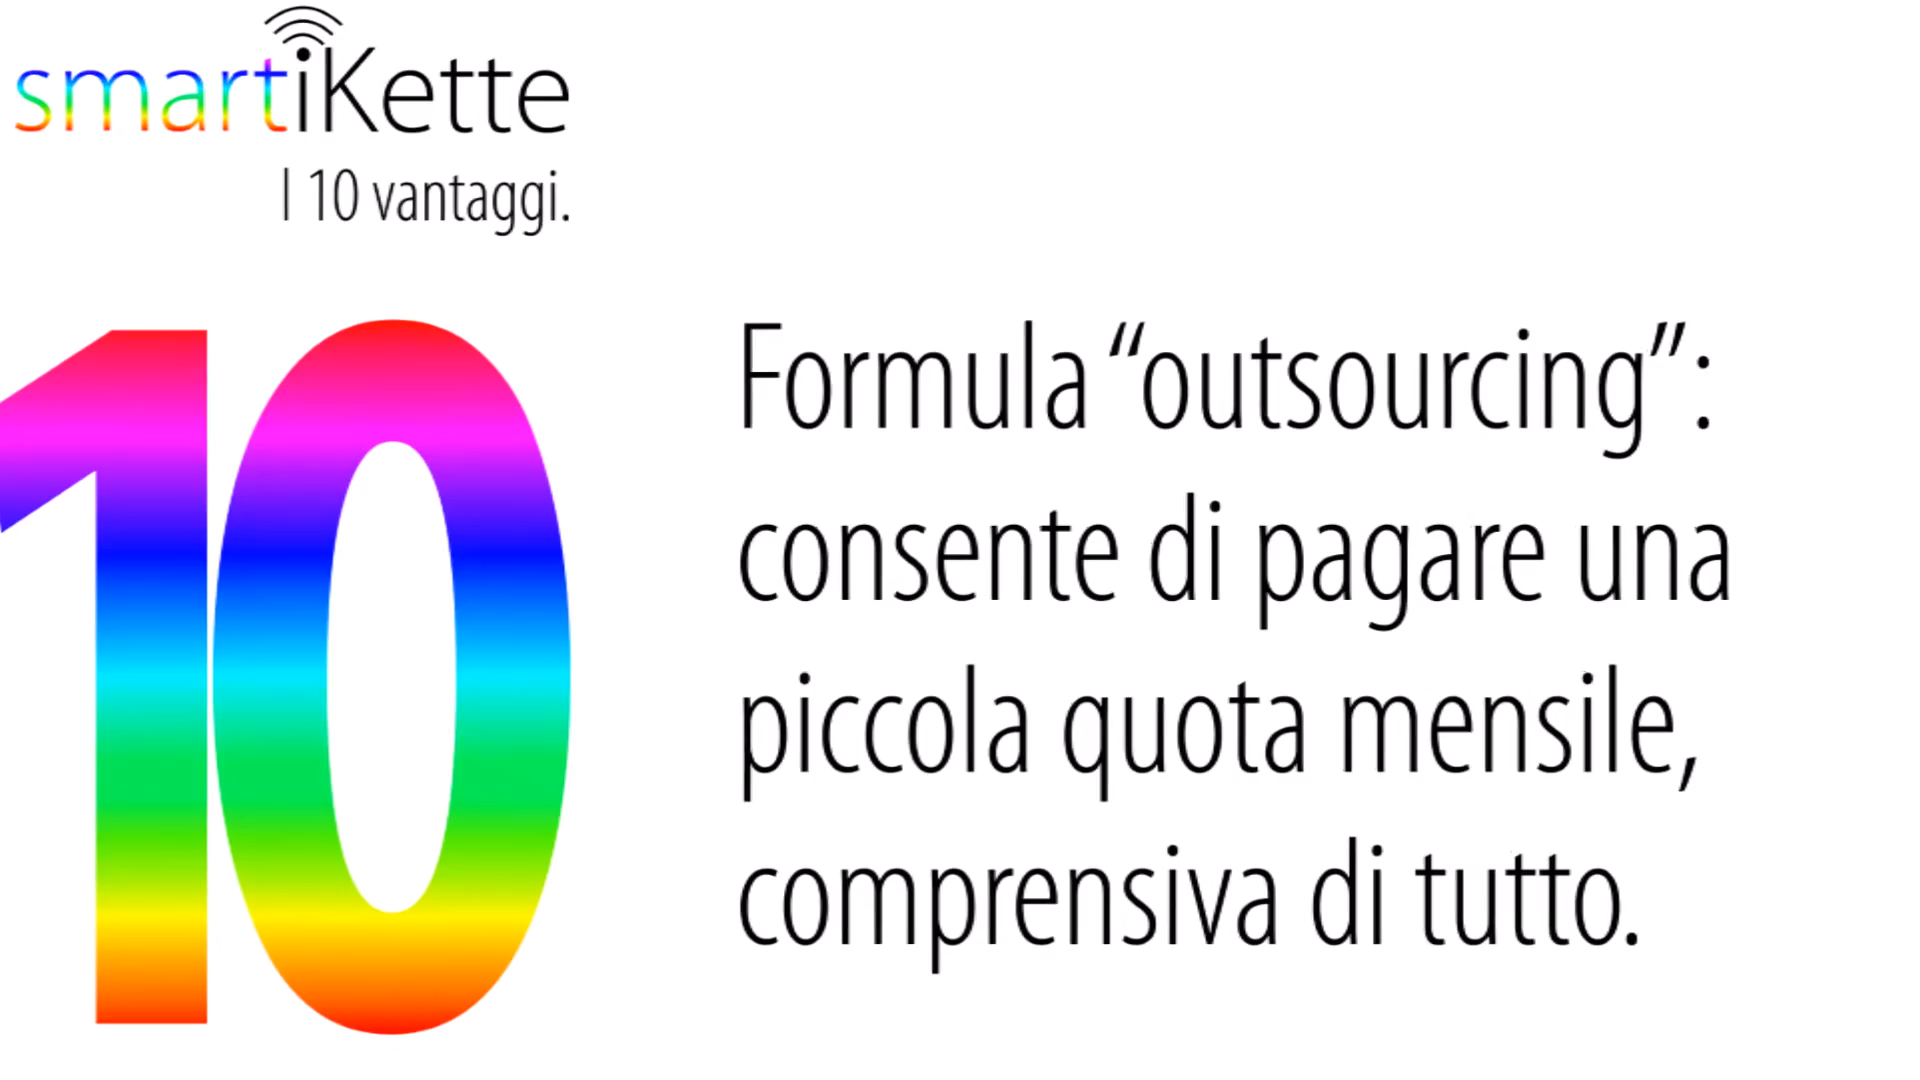 smartiKette
I 10 vantaggi.
10
Formula “outsourcing”:
consente di pagare una
piccola quota mensile,
comprensiva di tutto.